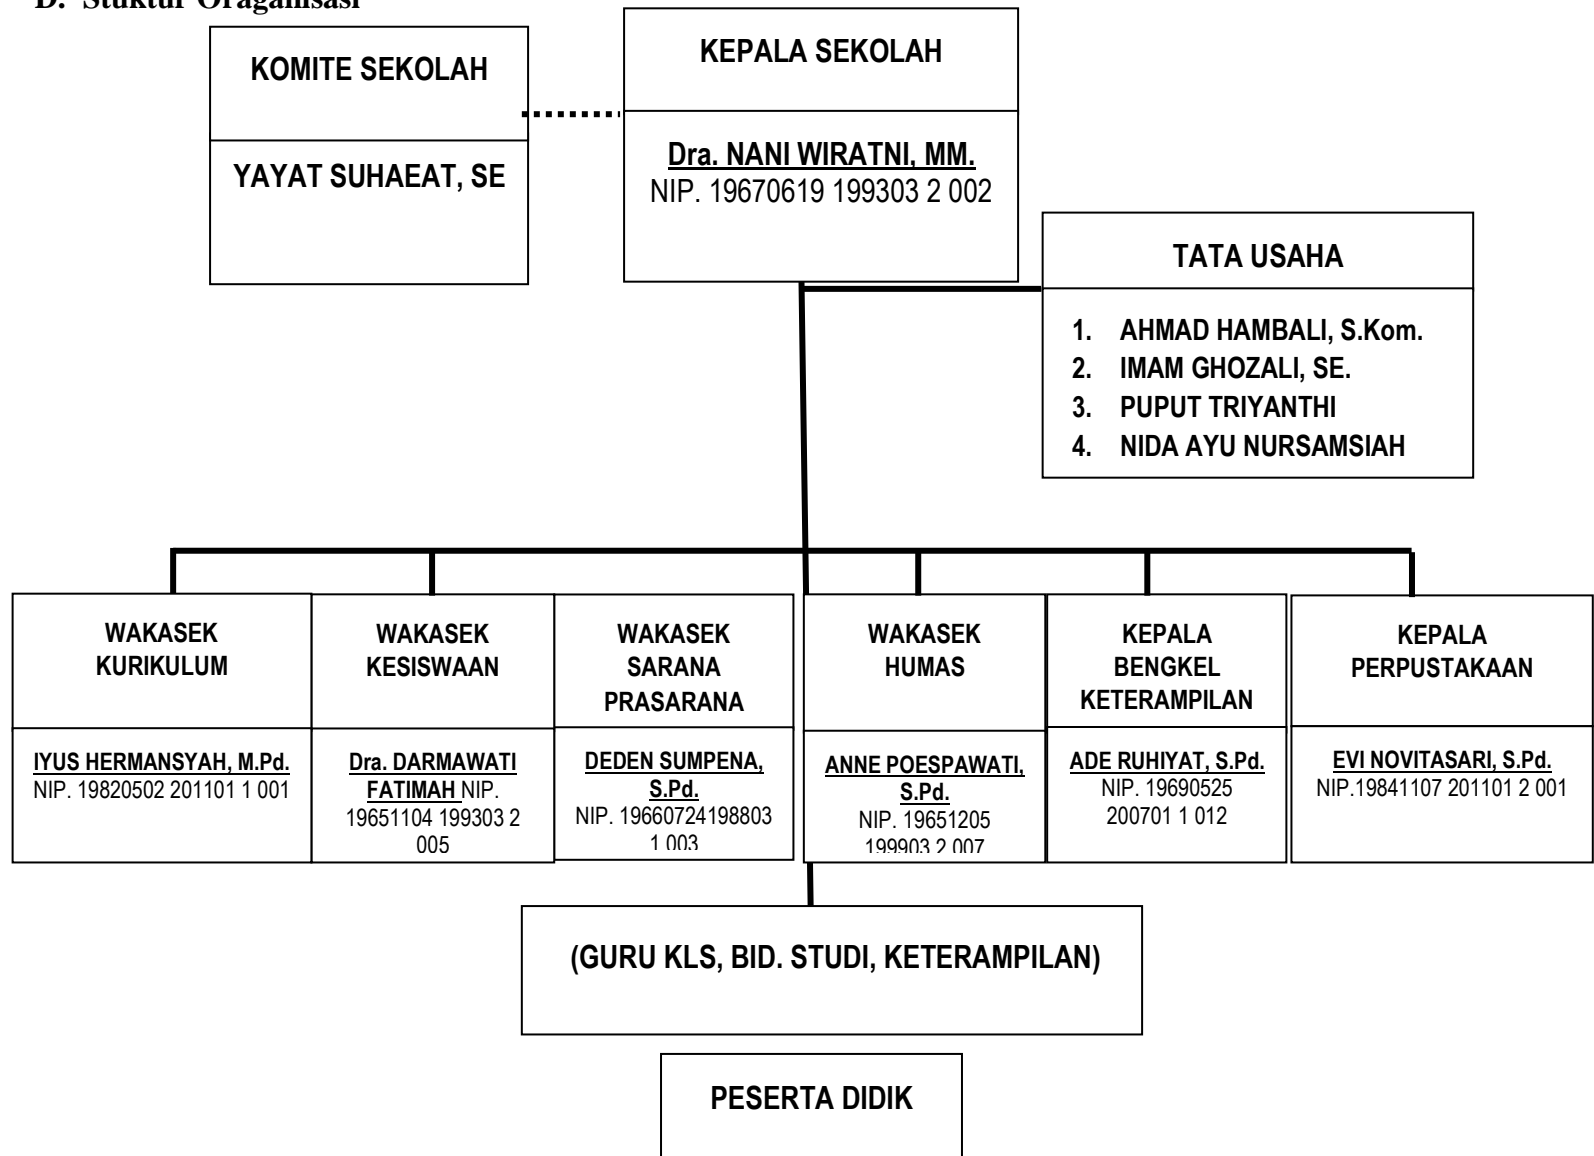 D. Stuktur Oraganisasi
KOMITE SEKOLAH
YAYAT SUHAEAT, SE
KEPALA SEKOLAH
Dra. NANI WIRATNI, MM.
NIP. 19670619 199303 2 002
TATA USAHA
1. AHMAD HAMBALI, S.Kom.
2. IMAM GHOZALI, SE.
3. PUPUT TRIYANTHI
4. NIDA AYU NURSAMSIAH
WAKASEK
KURIKULUM
IYUS HERMANSYAH, M.Pd.
NIP. 19820502 201101 1 001
WAKASEK
KESISWAAN
Dra. DARMAWATI
FATIMAH NIP.
19651104 199303 2
005
WAKASEK
SARANA
PRASARANA
DEDEN SUMPENA,
S.Pd.
NIP. 19660724198803
1 003
WAKASEK
HUMAS
ANNE POESPAWATI,
S.Pd.
NIP. 19651205
199903 2 007
KEPALA
BENGKEL
KETERAMPILAN
ADE RUHIYAT, S.Pd.
NIP. 19690525
200701 1 012
KEPALA
PERPUSTAKAAN
EVI NOVITASARI, S.Pd.
NIP.19841107 201101 2 001
(GURU KLS, BID. STUDI, KETERAMPILAN)
PESERTA DIDIK